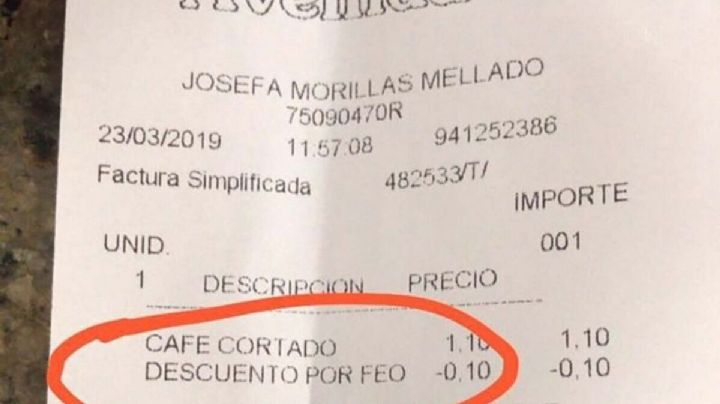 JOSEFA MORILLAS MELLADO
75090470R
23/03/2019 11:57:08 941252386
Factura Simplificada 482533/T/
IMPORTE
UNID. 001
1 DESCRIPCION PRECIO
CAFE CORTADO 1,10 1,10
DESCUENTO POR FEO -0,10 -0,10